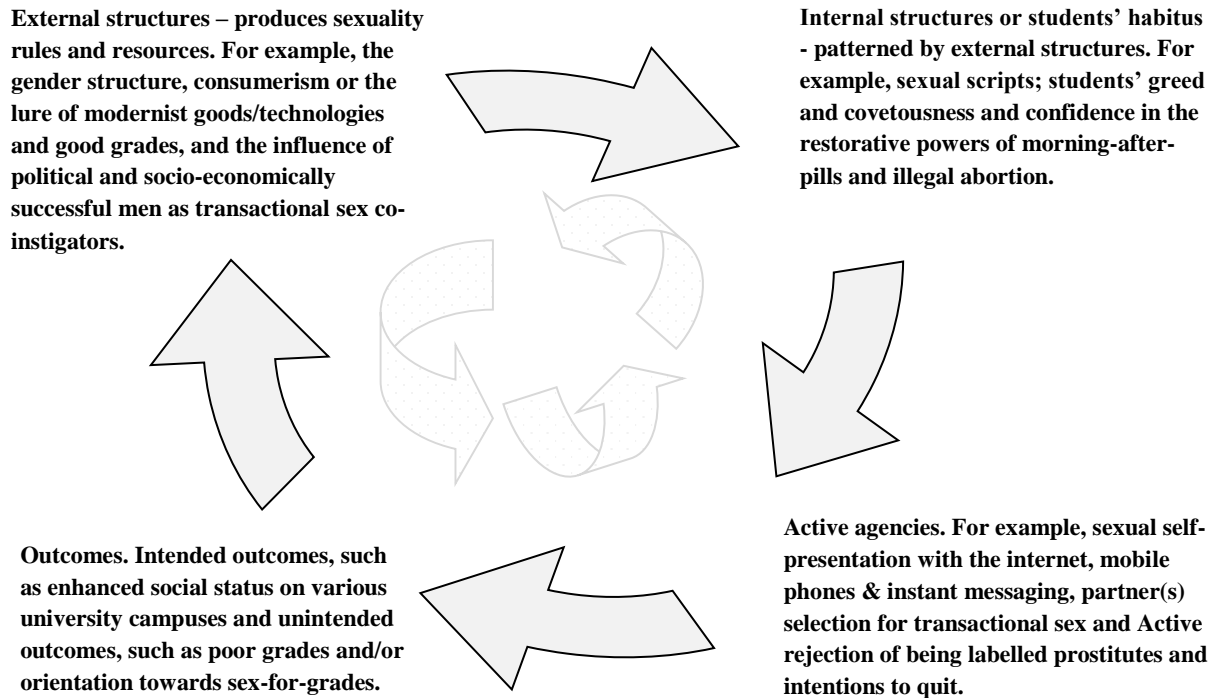 External structures – produces sexuality
rules and resources. For example, the
gender structure, consumerism or the
lure of modernist goods/technologies
and good grades, and the influence of
political and socio-economically
successful men as transactional sex co-
instigators.
Internal structures or students’ habitus
- patterned by external structures. For
example, sexual scripts; students’ greed
and covetousness and confidence in the
restorative powers of morning-after-
pills and illegal abortion.
Active agencies. For example, sexual self-
presentation with the internet, mobile
phones & instant messaging, partner(s)
selection for transactional sex and Active
rejection of being labelled prostitutes and
intentions to quit.
Outcomes. Intended outcomes, such
as enhanced social status on various
university campuses and unintended
outcomes, such as poor grades and/or
orientation towards sex-for-grades.